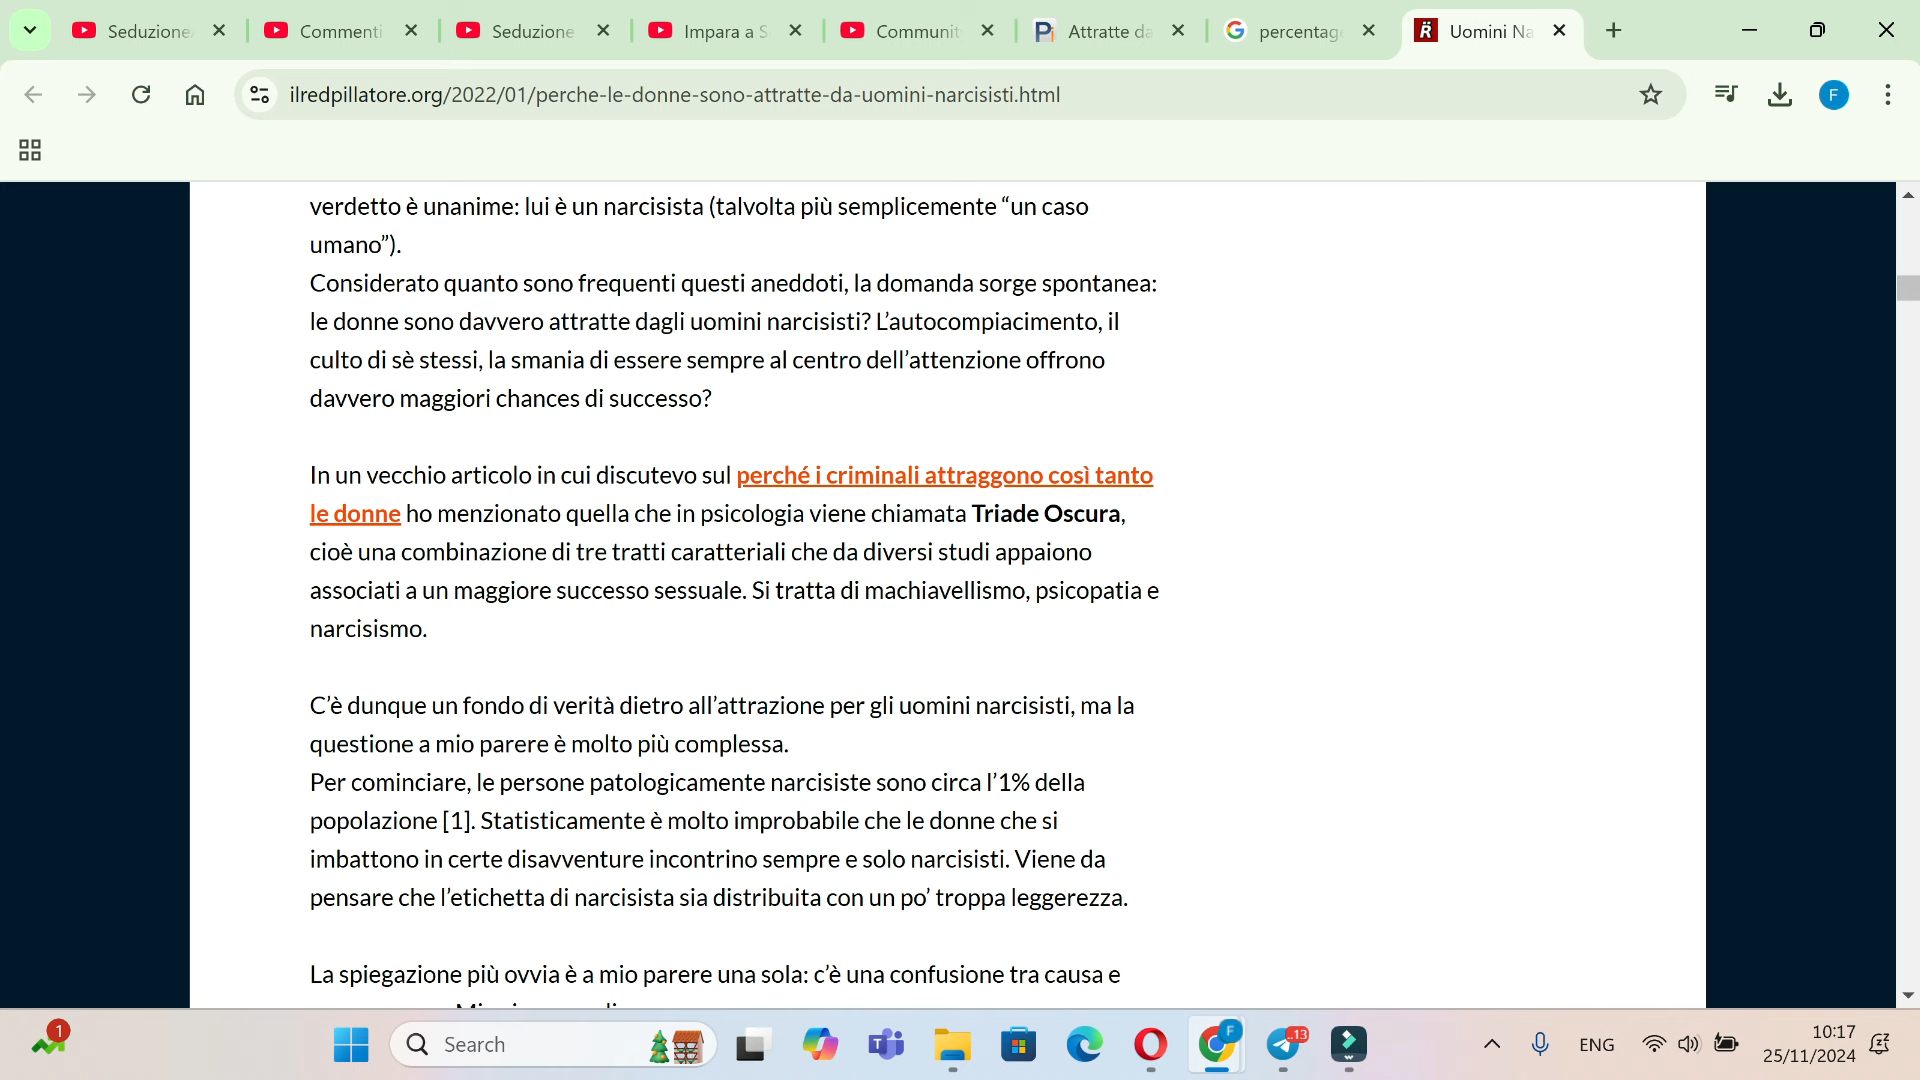 Seduzione
Commenti
Seduzione
Impara a S
Communit
Attratte da
percentag
Uomini Na
ilredpillatore.org/2022/01/perche-le-donne-sono-attratte-da-uomini-narcisisti.html
F
verdetto è unanime: lui è un narcisista (talvolta più semplicemente “un caso
umano”).
Considerato quanto sono frequenti questi aneddoti, la domanda sorge spontanea:
le donne sono davvero attratte dagli uomini narcisisti? L’autocompiacimento, il
culto di sè stessi, la smania di essere sempre al centro dell’attenzione offrono
davvero maggiori chances di successo?
In un vecchio articolo in cui discutevo sul perché i criminali attraggono così tanto
le donne ho menzionato quella che in psicologia viene chiamata Triade Oscura,
cioè una combinazione di tre tratti caratteriali che da diversi studi appaiono
associati a un maggiore successo sessuale. Si tratta di machiavellismo, psicopatia e
narcisismo.
C’è dunque un fondo di verità dietro all’attrazione per gli uomini narcisisti, ma la
questione a mio parere è molto più complessa.
Per cominciare, le persone patologicamente narcisiste sono circa l’1% della
popolazione [1]. Statisticamente è molto improbabile che le donne che si
imbattono in certe disavventure incontrino sempre e solo narcisisti. Viene da
pensare che l’etichetta di narcisista sia distribuita con un po’ troppa leggerezza.
La spiegazione più ovvia è a mio parere una sola: c’è una confusione tra causa e
1
Search
F
..13
ENG
10:17
25/11/2024